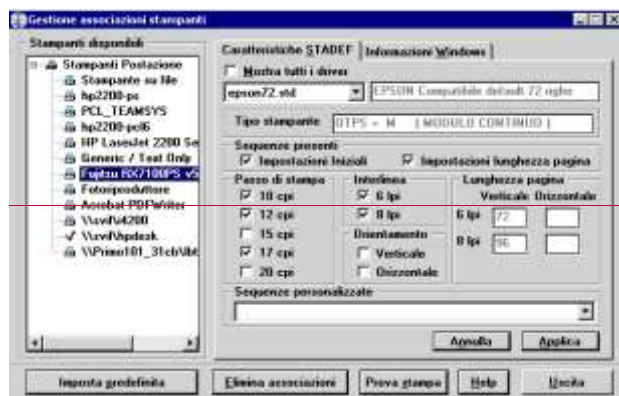 Gestione associazioni stampanti
Stampanti disponibili
Stampanti Postazione
Stampante su file
hp2200-ps
PCL_TEAMSYS
hp2200-pcl6
HP LaserJet 2200 Se
Generic / Text Only
Fujitsu RX7100PS v5
Fotoriproduttore
Acrobat PDFWriter
\\svil\i4200
\\svil\hpdesk
Caratteristiche STADEF
Informazioni Windows
Mostra tutti i driver
epson72.std
EPSON Compatibile default 72 righe
Tipo stampante
DTPS - M ( MODULO CONTINUO )
Sequenze presenti
Impostazioni Iniziali
Impostazioni lunghezza pagina
Passo di stampa
10 cpi
12 cpi
15 cpi
17 cpi
20 cpi
Interlinea
6 lpi
8 lpi
Orientamento
Verticale
Orizzontale
Lunghezza pagina
Verticale Orizzontale
6 lpi 72
8 lpi 96
Sequenze personalizzate
Annulla
Applica
Imposta predefinita
Elimina associazioni
Prova stampa
Help
Uscita